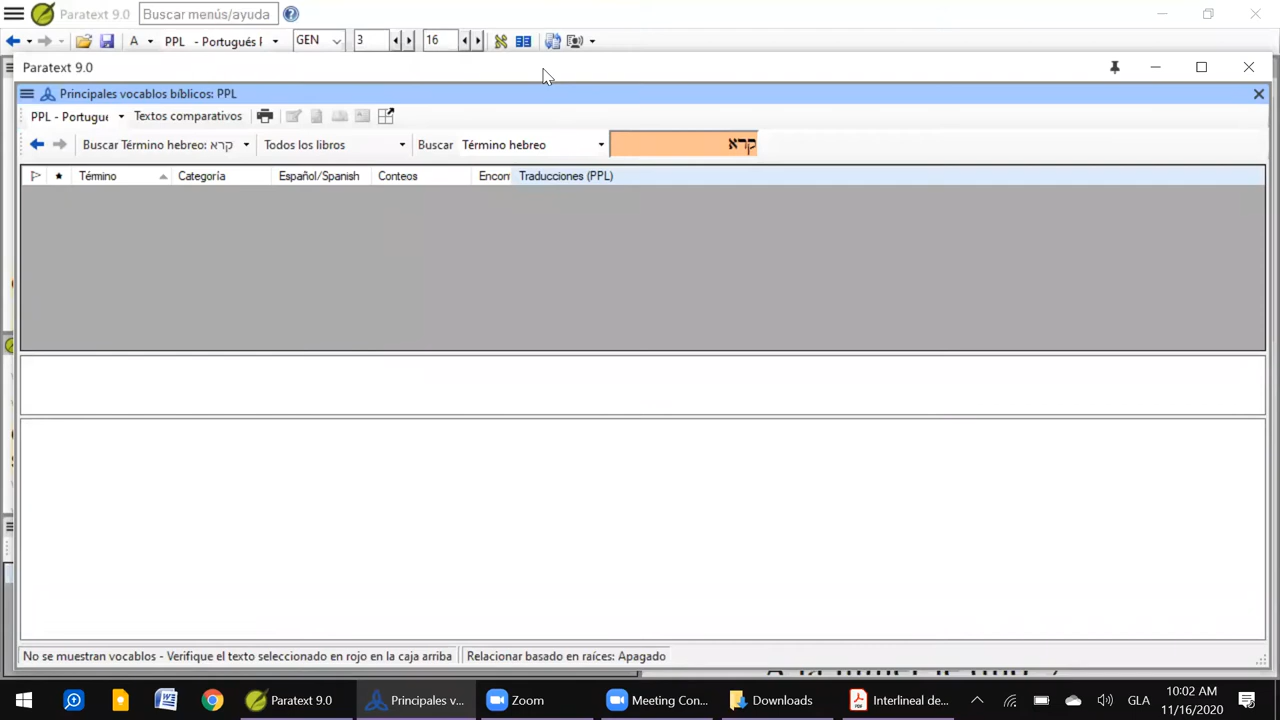 Paratext 9.0 Buscar menús/ayuda
A PPL - Portugués GEN 3 16
Paratext 9.0
Principales vocablos bíblicos: PPL
PPL - Portugue Textos comparativos
Buscar Término hebreo: קרא Todos los libros Buscar Término hebreo קרא
Término Categoría Español/Spanish Conteos Encon Traducciones (PPL)
No se muestran vocablos - Verifique el texto seleccionado en rojo en la caja arriba Relacionar basado en raíces: Apagado
Paratext 9.0 Principales v... Zoom Meeting Con... Downloads Interlineal de... GLA 10:02 AM
11/16/2020